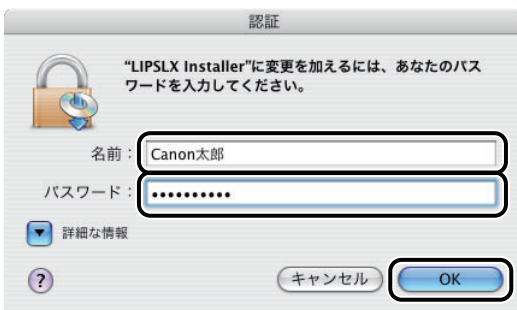 認証
“LIPSLX Installer”に変更を加えるには、あなたのパス
ワードを入力してください。
名前：Canon太郎
パスワード：••••••••••
詳細な情報
?
キャンセル
OK